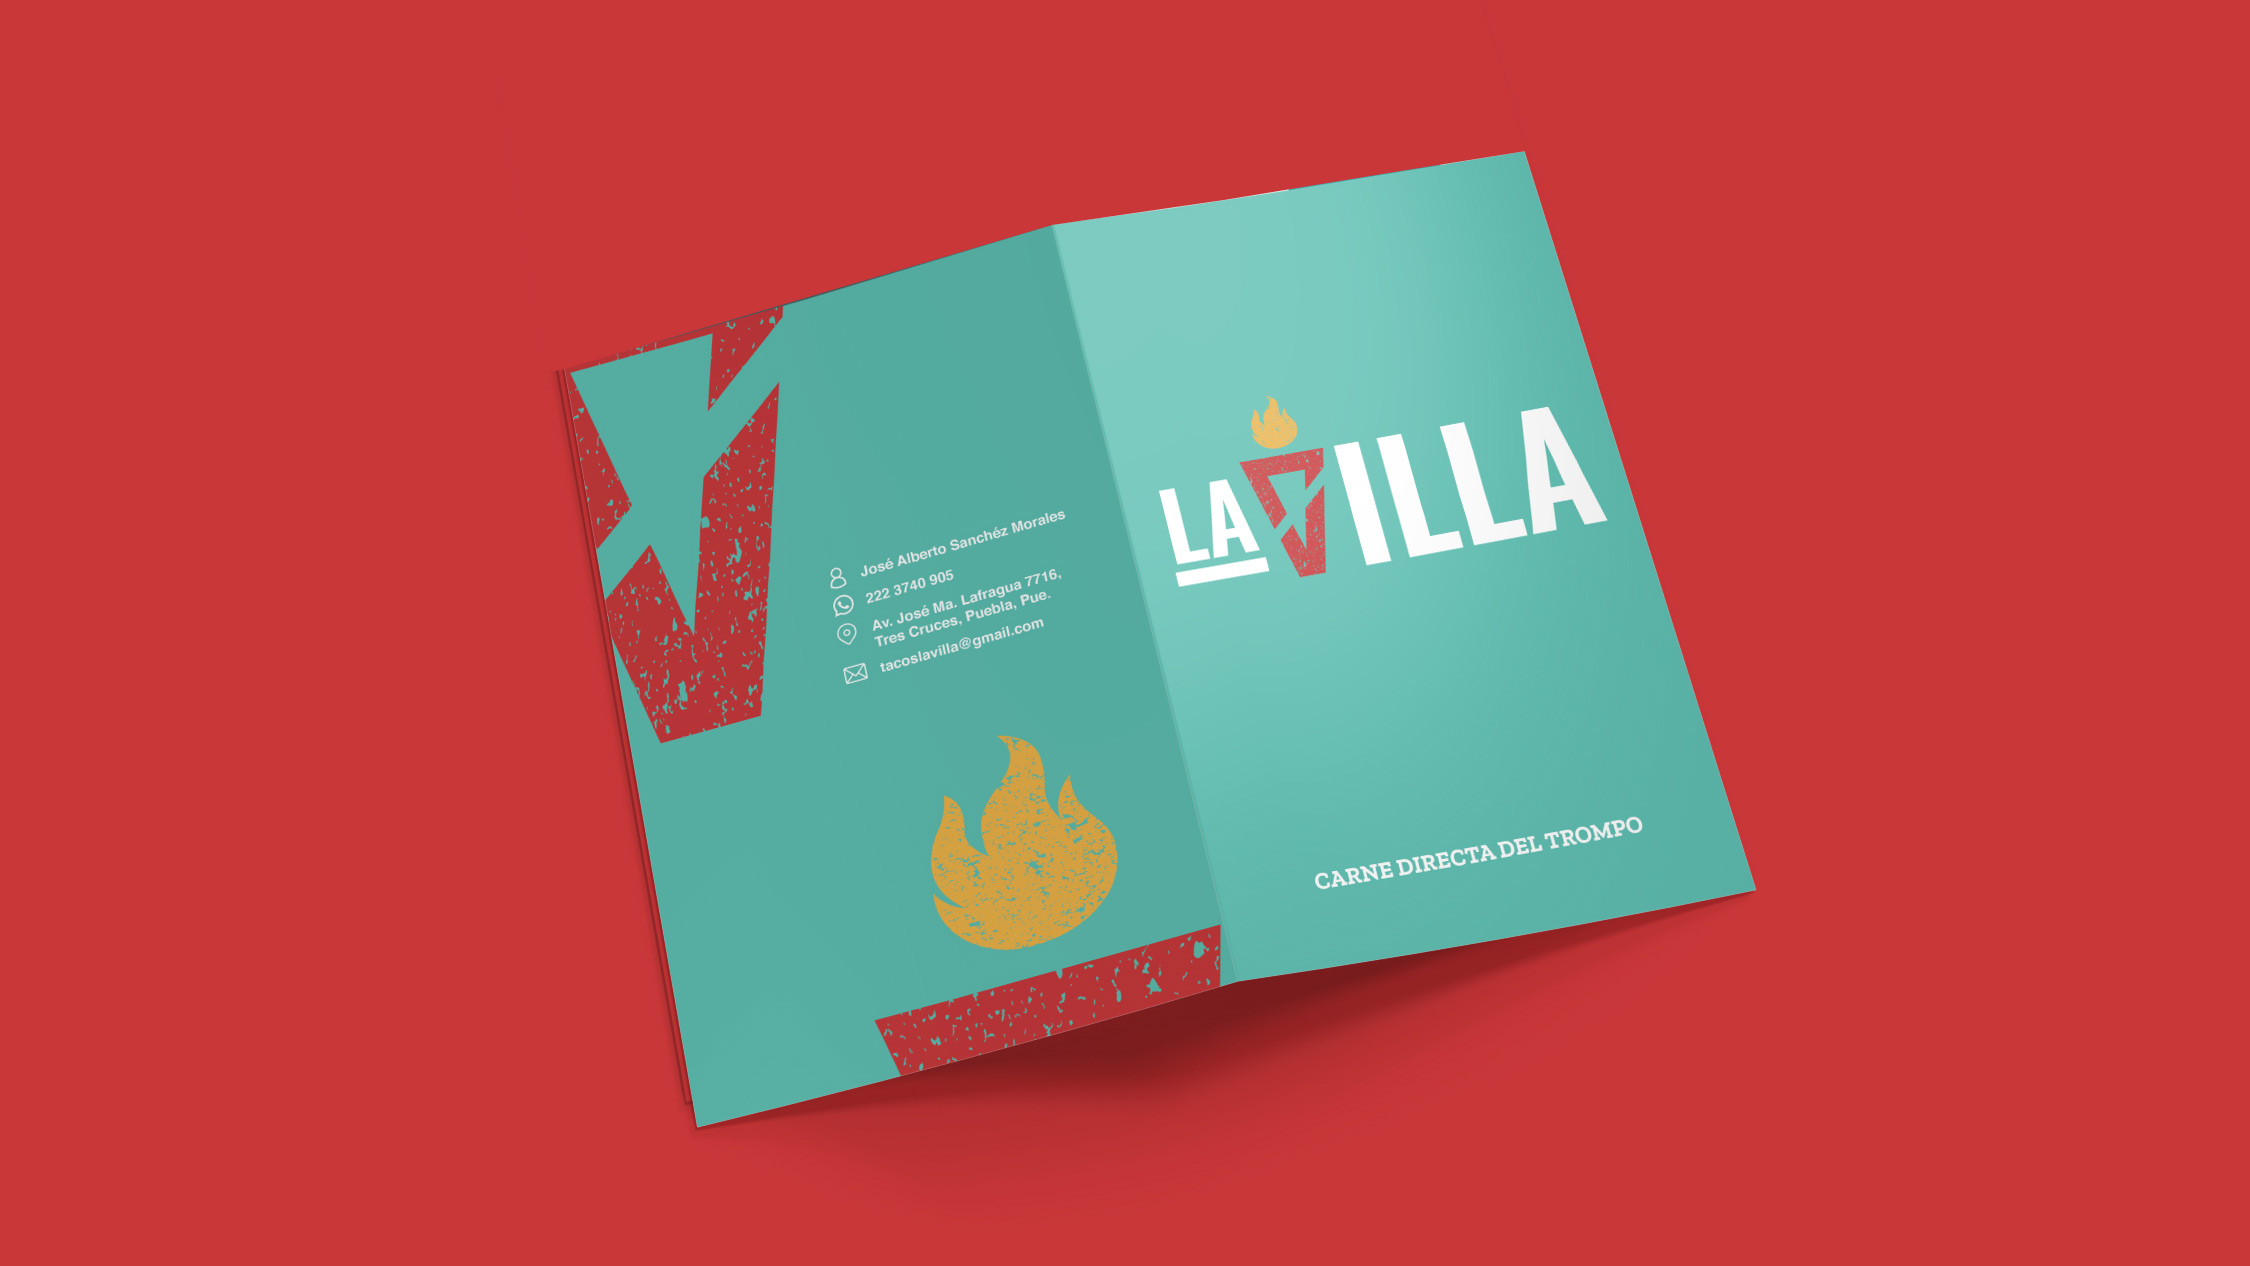 José Alberto Sanchéz Morales
222 3740 905
Av. José Ma. Lafragua 7716,
Tres Cruces, Puebla, Pue.
tacoslavilla@gmail.com
LA VILLA
CARNE DIRECTA DEL TROMPO